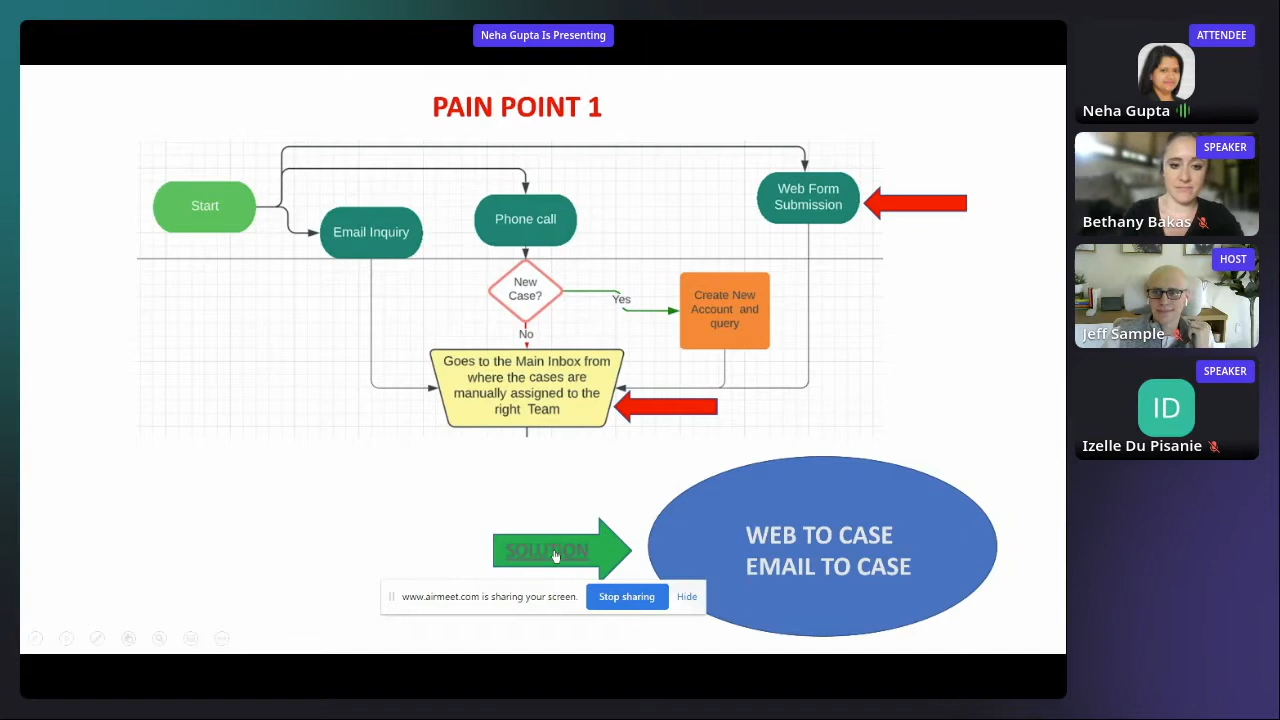 Neha Gupta Is Presenting
PAIN POINT 1
Start
Email Inquiry
Phone call
Web Form
Submission
New
Case?
Yes
No
Create New
Account and
query
Goes to the Main Inbox from
where the cases are
manually assigned to the
right Team
SOLUTION
WEB TO CASE
EMAIL TO CASE
www.airmeet.com is sharing your screen.
Stop sharing
Hide
ATTENDEE
Neha Gupta
SPEAKER
Bethany Bakas
HOST
Jeff Sample
SPEAKER
ID
Izelle Du Pisanie